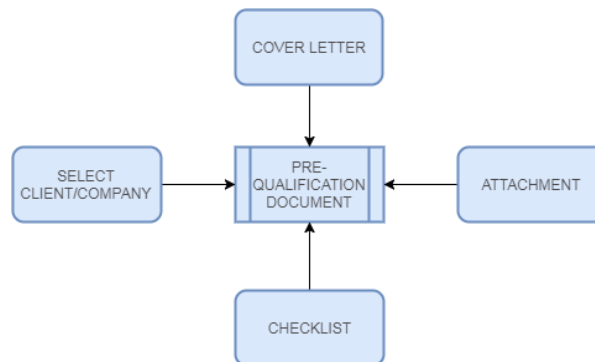 COVER LETTER
SELECT
CLIENT/COMPANY
PRE-
QUALIFICATION
DOCUMENT
ATTACHMENT
CHECKLIST